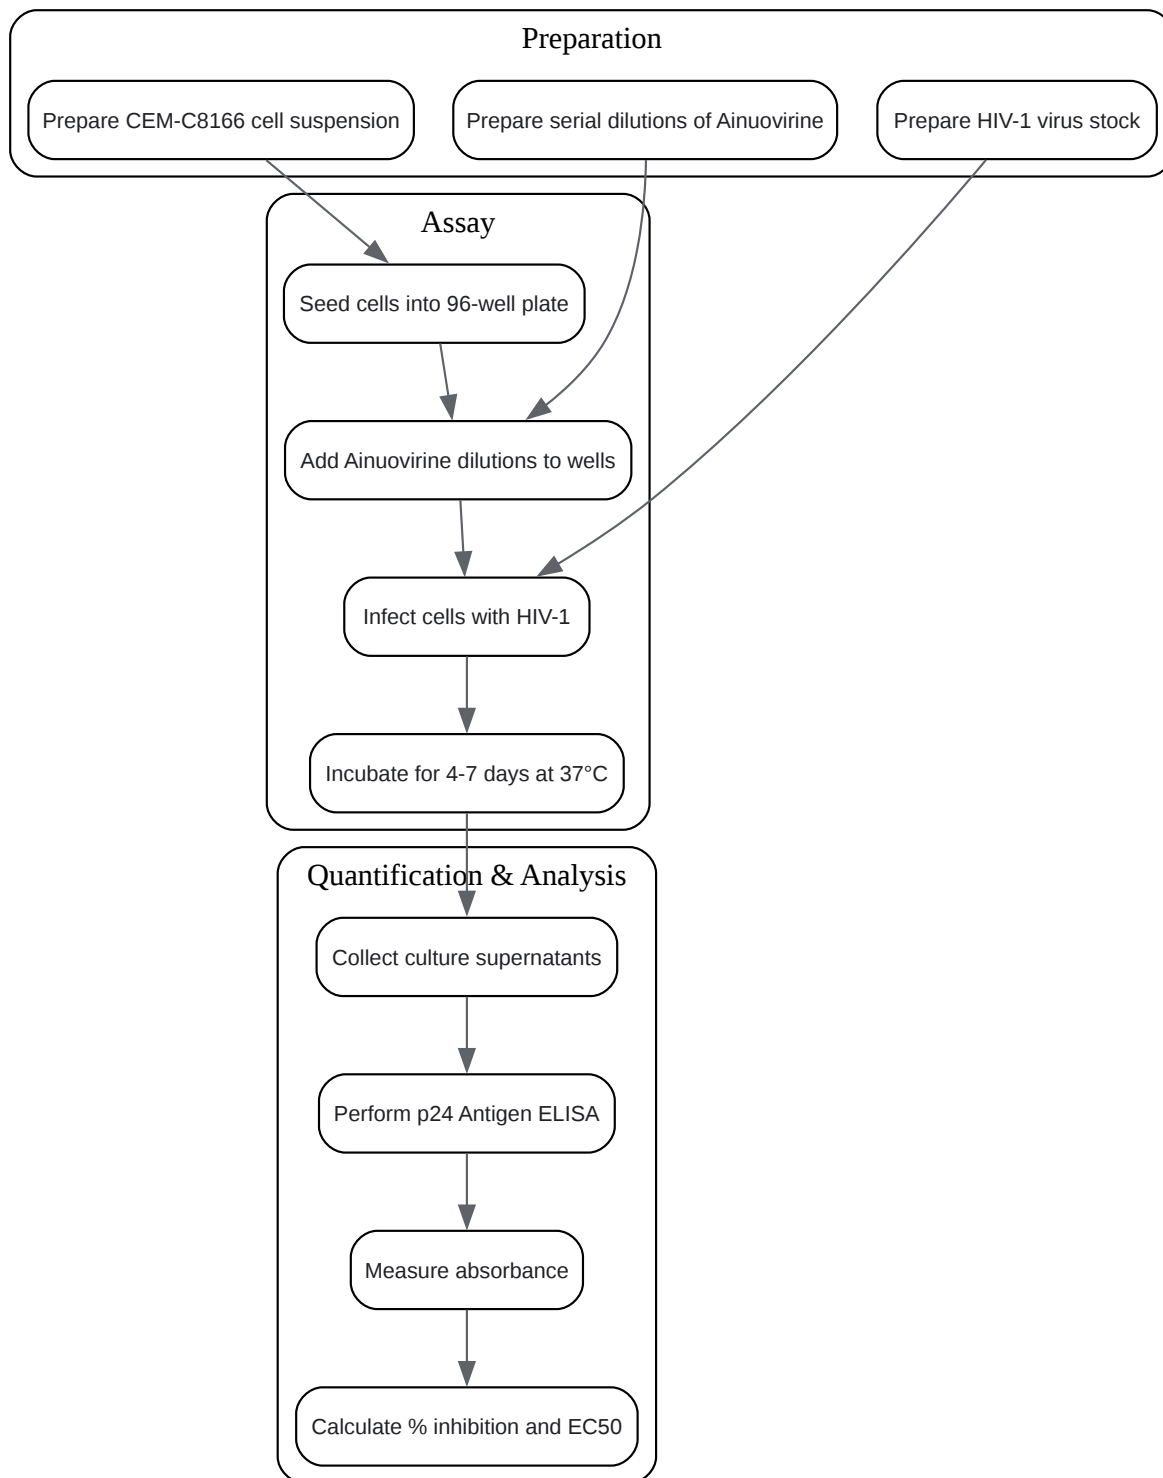 Preparation
Prepare CEM-C8166 cell suspension
Prepare serial dilutions of Ainuovirine
Prepare HIV-1 virus stock
Assay
Seed cells into 96-well plate
Add Ainuovirine dilutions to wells
Infect cells with HIV-1
Incubate for 4-7 days at 37°C
Quantification & Analysis
Collect culture supernatants
Perform p24 Antigen ELISA
Measure absorbance
Calculate % inhibition and EC50